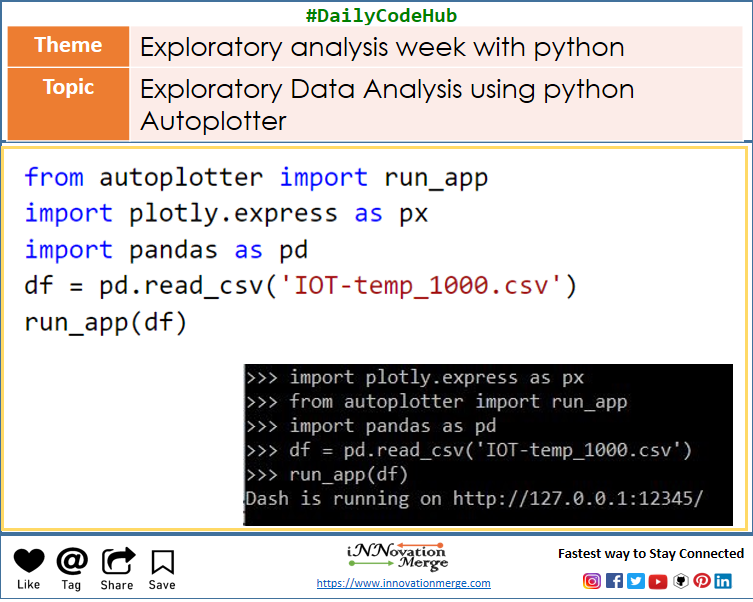 #DailyCodeHub
Theme
Exploratory analysis week with python
Topic
Exploratory Data Analysis using python
Autoplotter
from autoplotter import run_app
import plotly.express as px
import pandas as pd
df = pd.read_csv('IOT-temp_1000.csv')
run_app(df)
>>> import plotly.express as px
>>> from autoplotter import run_app
>>> import pandas as pd
>>> df = pd.read_csv('IOT-temp_1000.csv')
>>> run_app(df)
Dash is running on http://127.0.0.1:12345/
Like
Tag
Share
Save
iNNovation
Merge
https://www.innovationmerge.com
Fastest way to Stay Connected